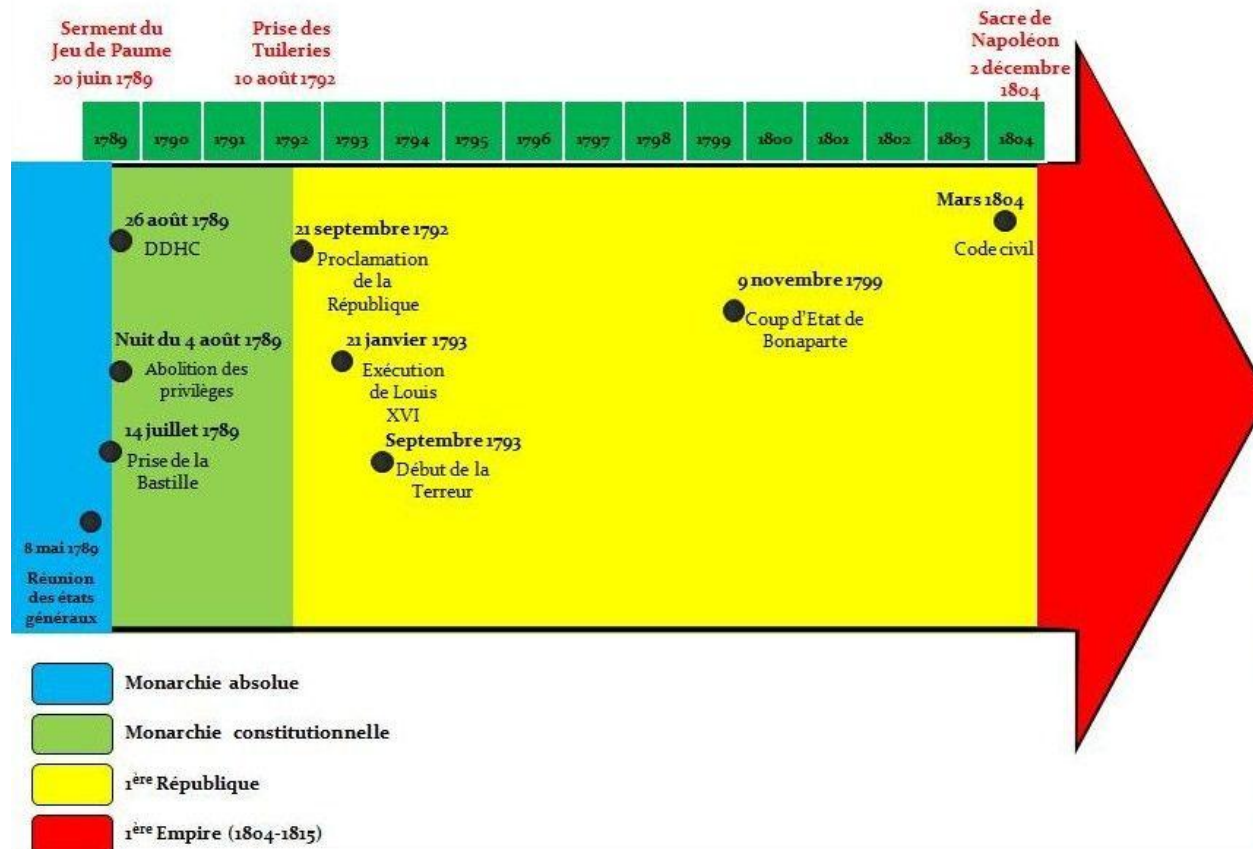 Serment du
Jeu de Paume
20 juin 1789
Prise des
Tuileries
10 août 1792
Sacre de
Napoléon
2 décembre
1804
1789 1790 1791 1792 1793 1794 1795 1796 1797 1798 1799 1800 1801 1802 1803 1804
26 août 1789
DDHC
Nuit du 4 août 1789
Abolition des
privilèges
14 juillet 1789
Prise de la
Bastille
8 mai 1789
Réunion
des états
généraux
21 septembre 1792
Proclamation
de la
République
21 janvier 1793
Exécution
de Louis
XVI
Septembre 1793
Début de la
Terreur
9 novembre 1799
Coup d'Etat de
Bonaparte
Mars 1804
Code civil
Monarchie absolue
Monarchie constitutionnelle
1ère République
1ère Empire (1804-1815)